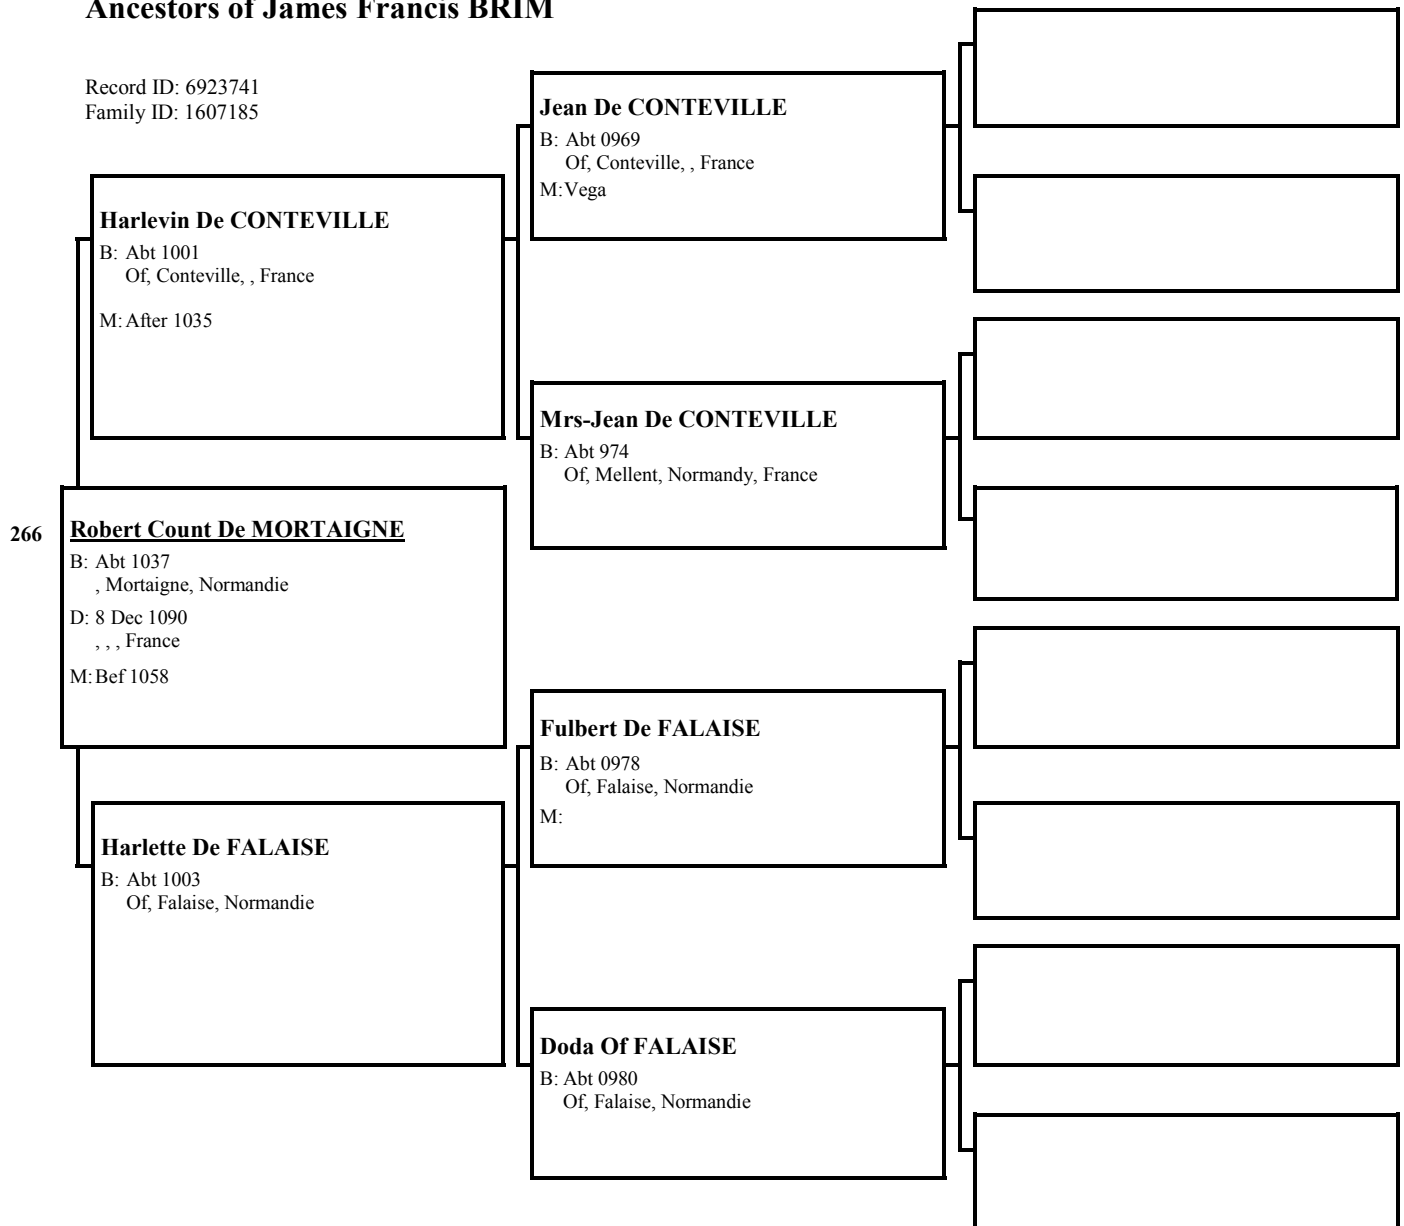 Ancestors of James Francis BRIM
Record ID: 6923741
Family ID: 1607185
Jean De CONTEVILLE
B: Abt 0969
Of, Conteville, , France
M:Vega
Harlevin De CONTEVILLE
B: Abt 1001
Of, Conteville, , France
M: After 1035
Mrs-Jean De CONTEVILLE
B: Abt 974
Of, Mellent, Normandy, France
266
Robert Count De MORTAIGNE
B: Abt 1037
, Mortaigne, Normandie
D: 8 Dec 1090
, , , France
M: Bef 1058
Fulbert De FALAISE
B: Abt 0978
Of, Falaise, Normandie
M:
Harlette De FALAISE
B: Abt 1003
Of, Falaise, Normandie
Doda Of FALAISE
B: Abt 0980
Of, Falaise, Normandie